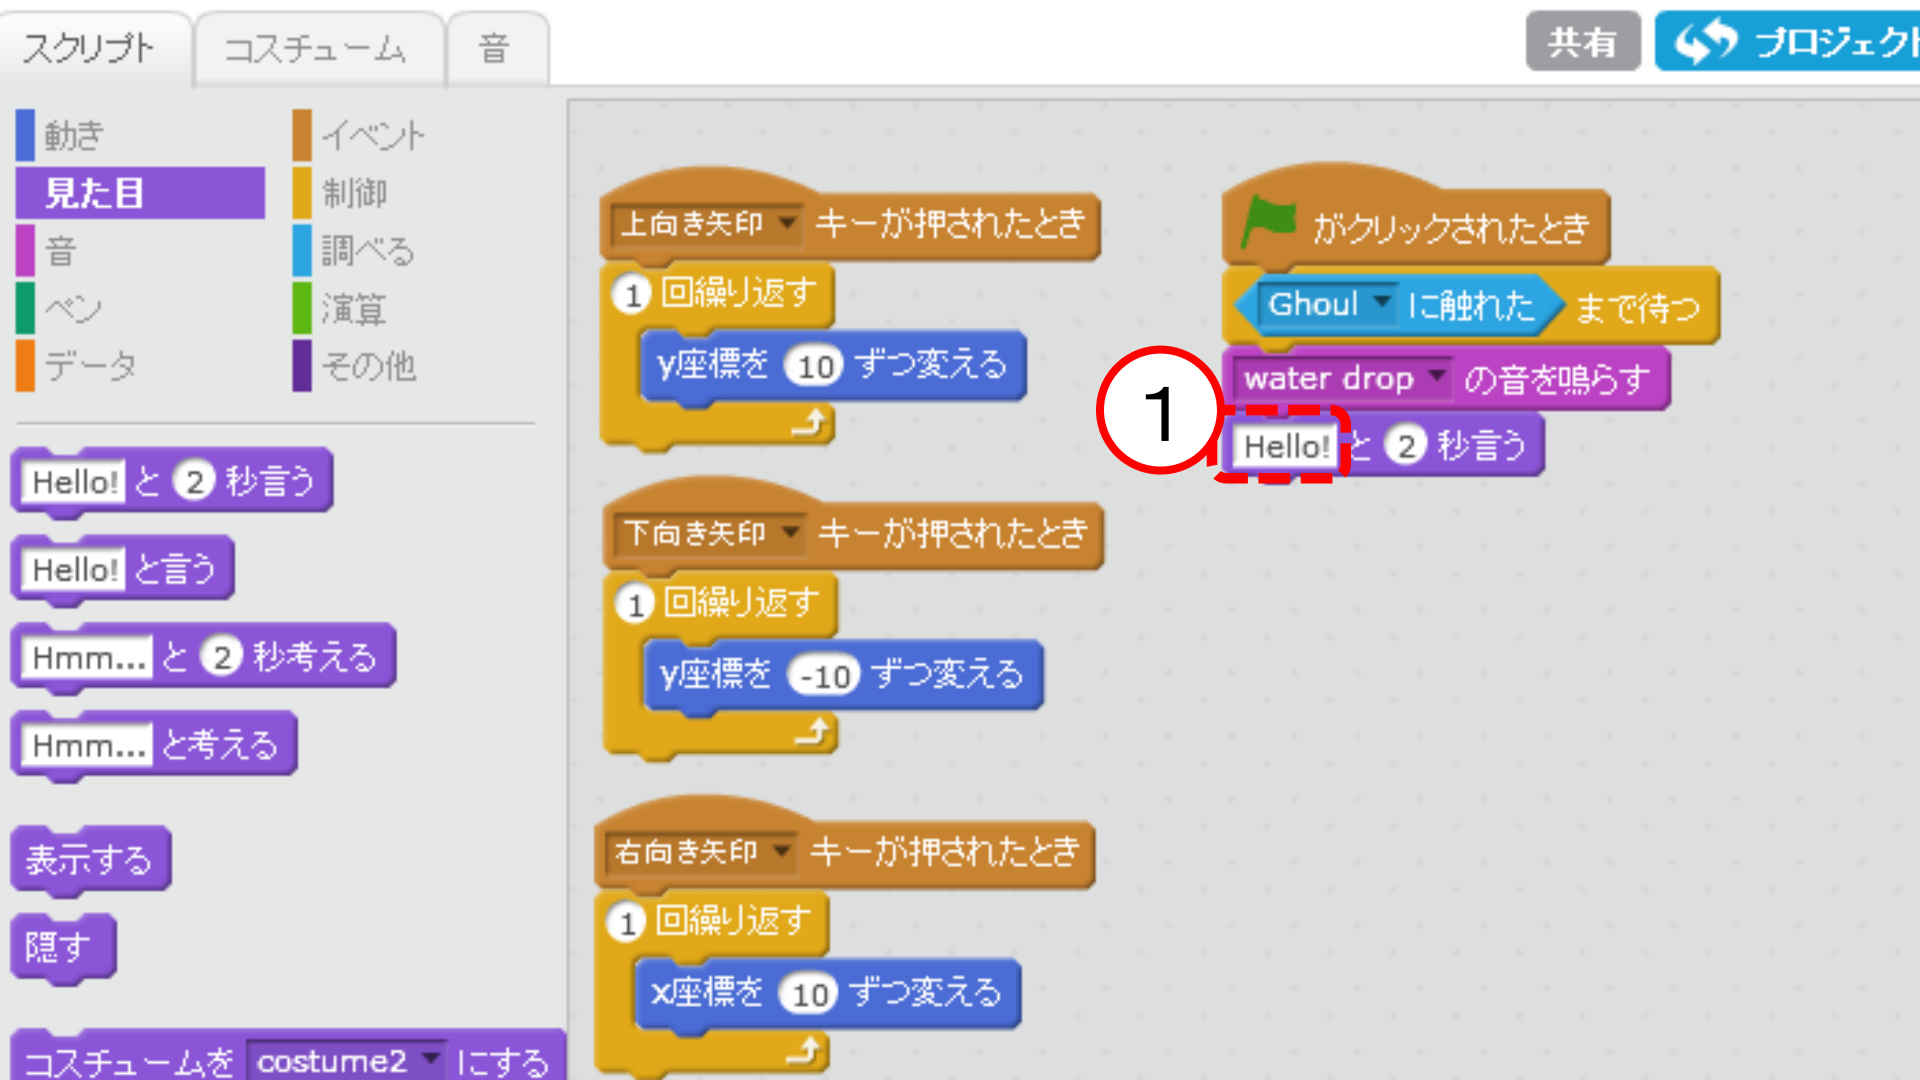 スクリプト
コスチューム
音
共有
プロジェクト
動き
イベント
見た目
制御
音
調べる
ペン
演算
データ
その他
Hello! と 2 秒言う
Hello! と言う
Hmm... と 2 秒考える
Hmm... と考える
表示する
隠す
コスチュームを costume2 にする
上向き矢印 キーが押されたとき
1 回繰り返す
y座標を 10 ずつ変える
下向き矢印 キーが押されたとき
1 回繰り返す
y座標を -10 ずつ変える
右向き矢印 キーが押されたとき
1 回繰り返す
x座標を 10 ずつ変える
がクリックされたとき
Ghoul に触れた まで待つ
water drop の音を鳴らす
1
Hello! と 2 秒言う